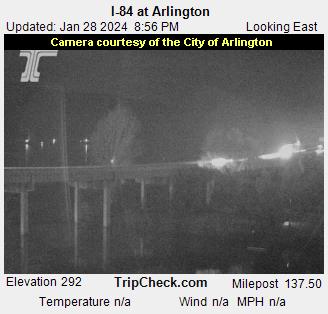 I-84 at Arlington
Updated: Jan 28 2024 8:56 PM Looking East
Camera courtesy of the City of Arlington
Elevation 292 TripCheck.com Milepost 137.50
Temperature n/a Wind n/a MPH n/a